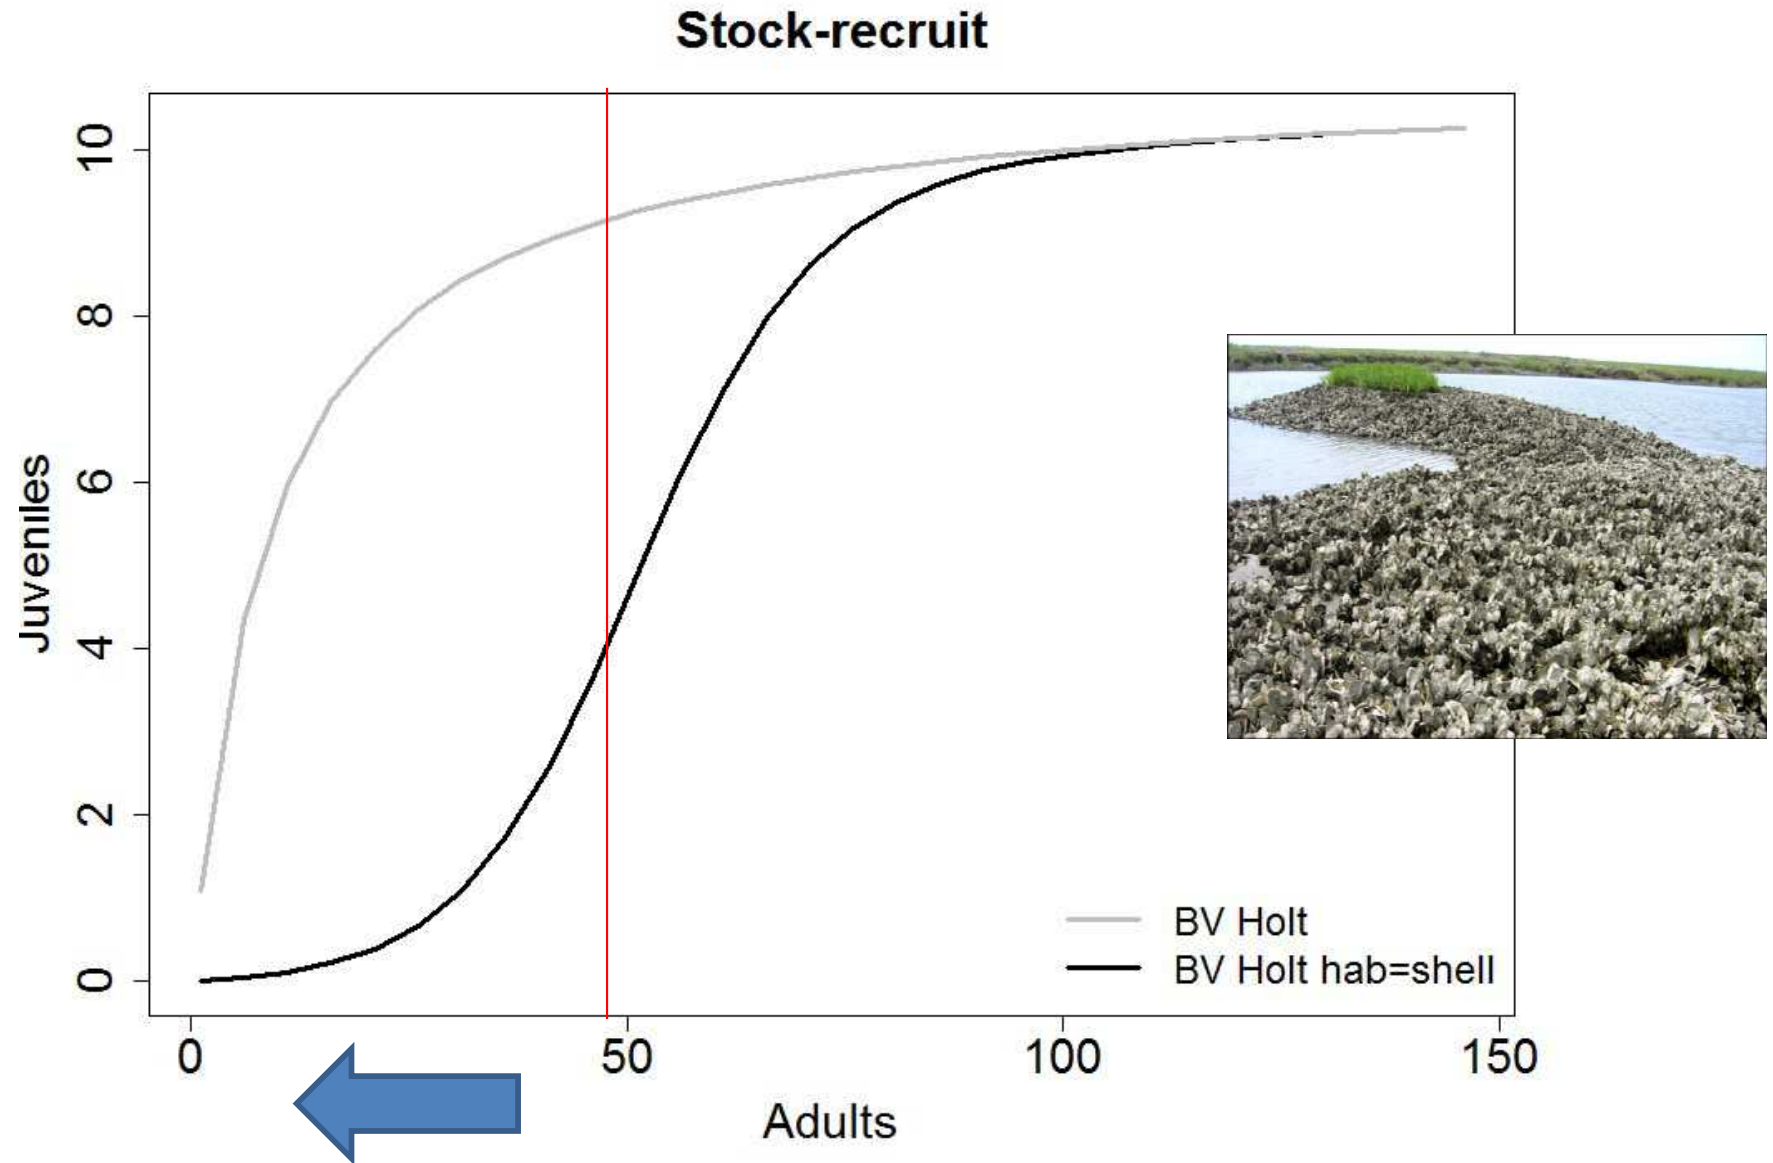 Stock-recruit
10
8
6
4
2
0
Juveniles
BV Holt
BV Holt hab=shell
0 50 100 150
Adults